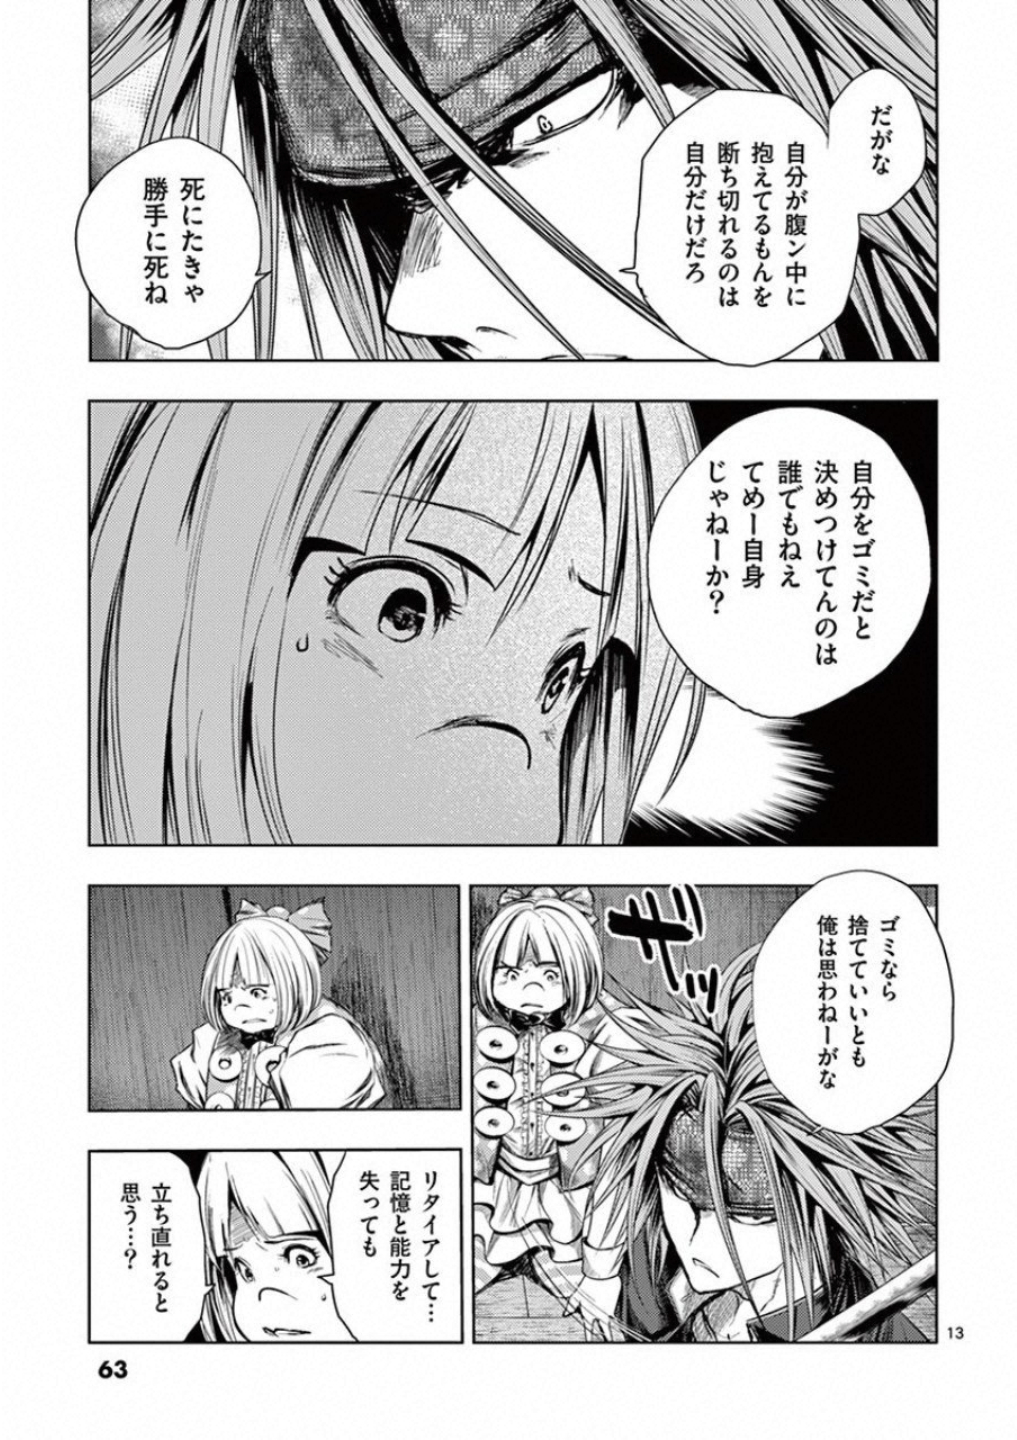 だがな
自分が腹ン中に
抱えてるもんを
断ち切れるのは
自分だけだろ
死にたきゃ
勝手に死ね
自分をゴミだと
決めつけてんのは
誰でもねえ
てめー自身
じゃねーか？
ゴミなら
捨てていいとも
俺は思わねーがな
リタイアして…
記憶と能力を
失っても
立ち直れると
思う…？
13
63